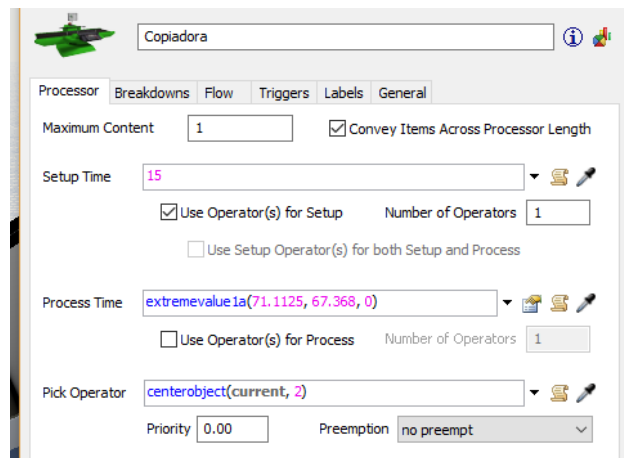 Copiadora
Processor Breakdowns Flow Triggers Labels General
Maximum Content 1 Convey Items Across Processor Length
Setup Time 15
Use Operator(s) for Setup Number of Operators 1
Use Setup Operator(s) for both Setup and Process
Process Time extremevalue1a(71.1125, 67.368, 0)
Use Operator(s) for Process Number of Operators 1
Pick Operator centerobject(current, 2)
Priority 0.00 Preemption no preempt